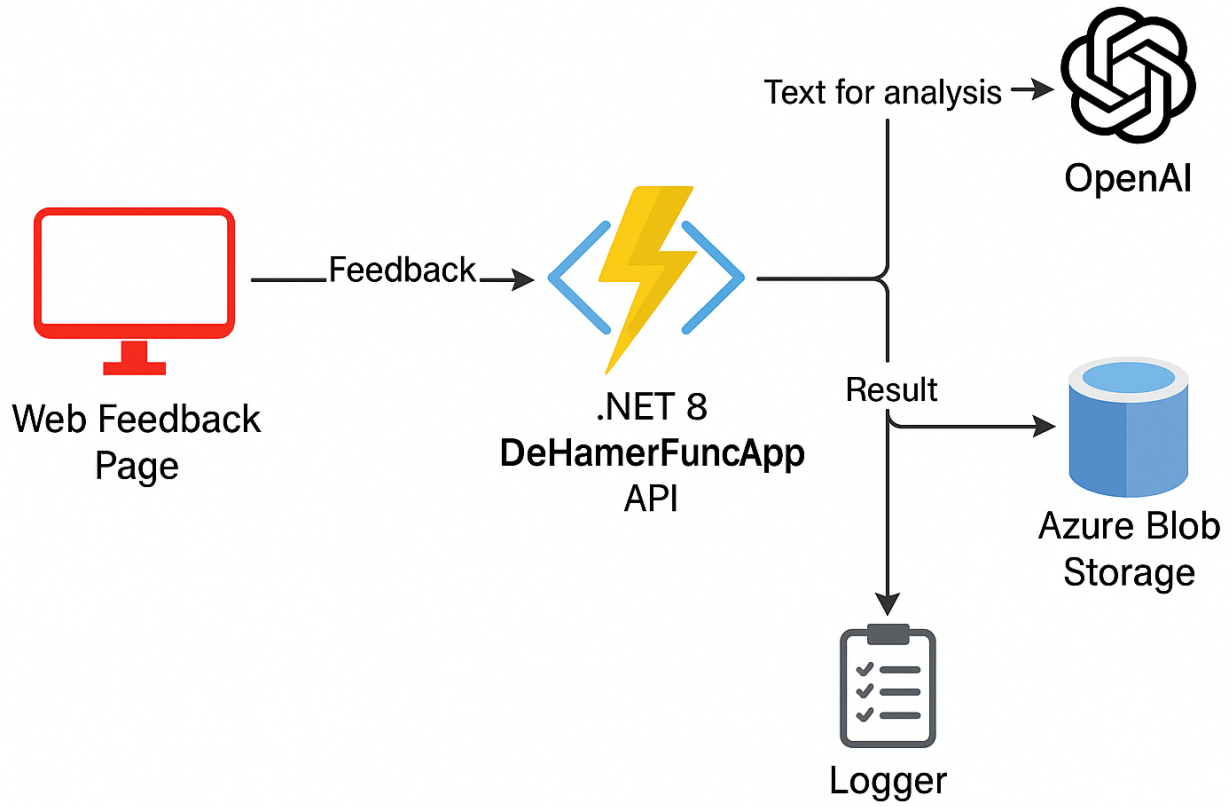 Text for analysis
OpenAI
Feedback
Web Feedback
Page
.NET 8
DeHamerFuncApp
API
Result
Azure Blob
Storage
Logger